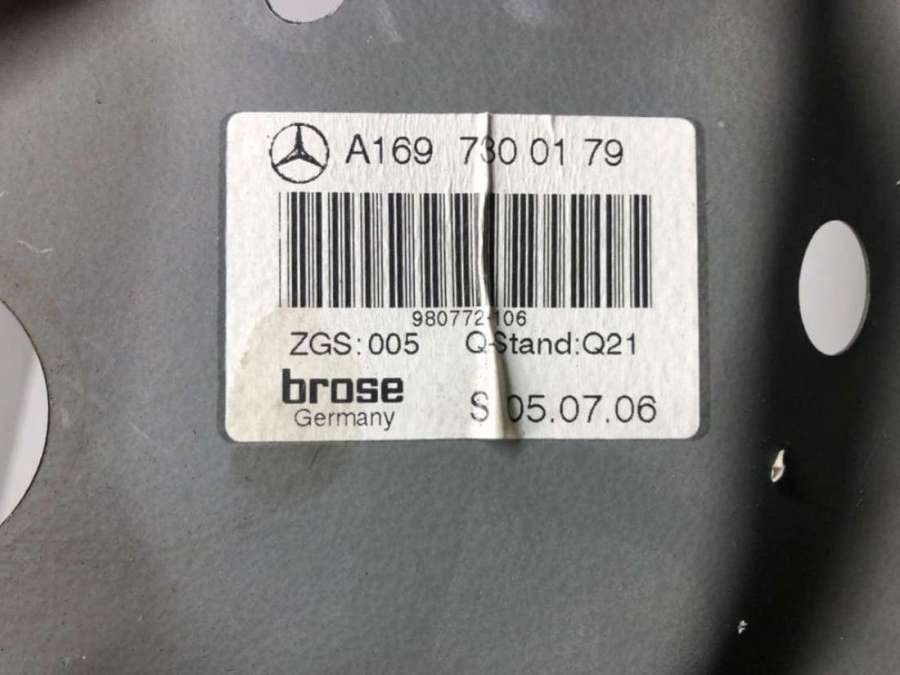 A169 730 01 79
980772-106
ZGS: 005 Q-Stand:Q21
brose
Germany
S 05.07.06